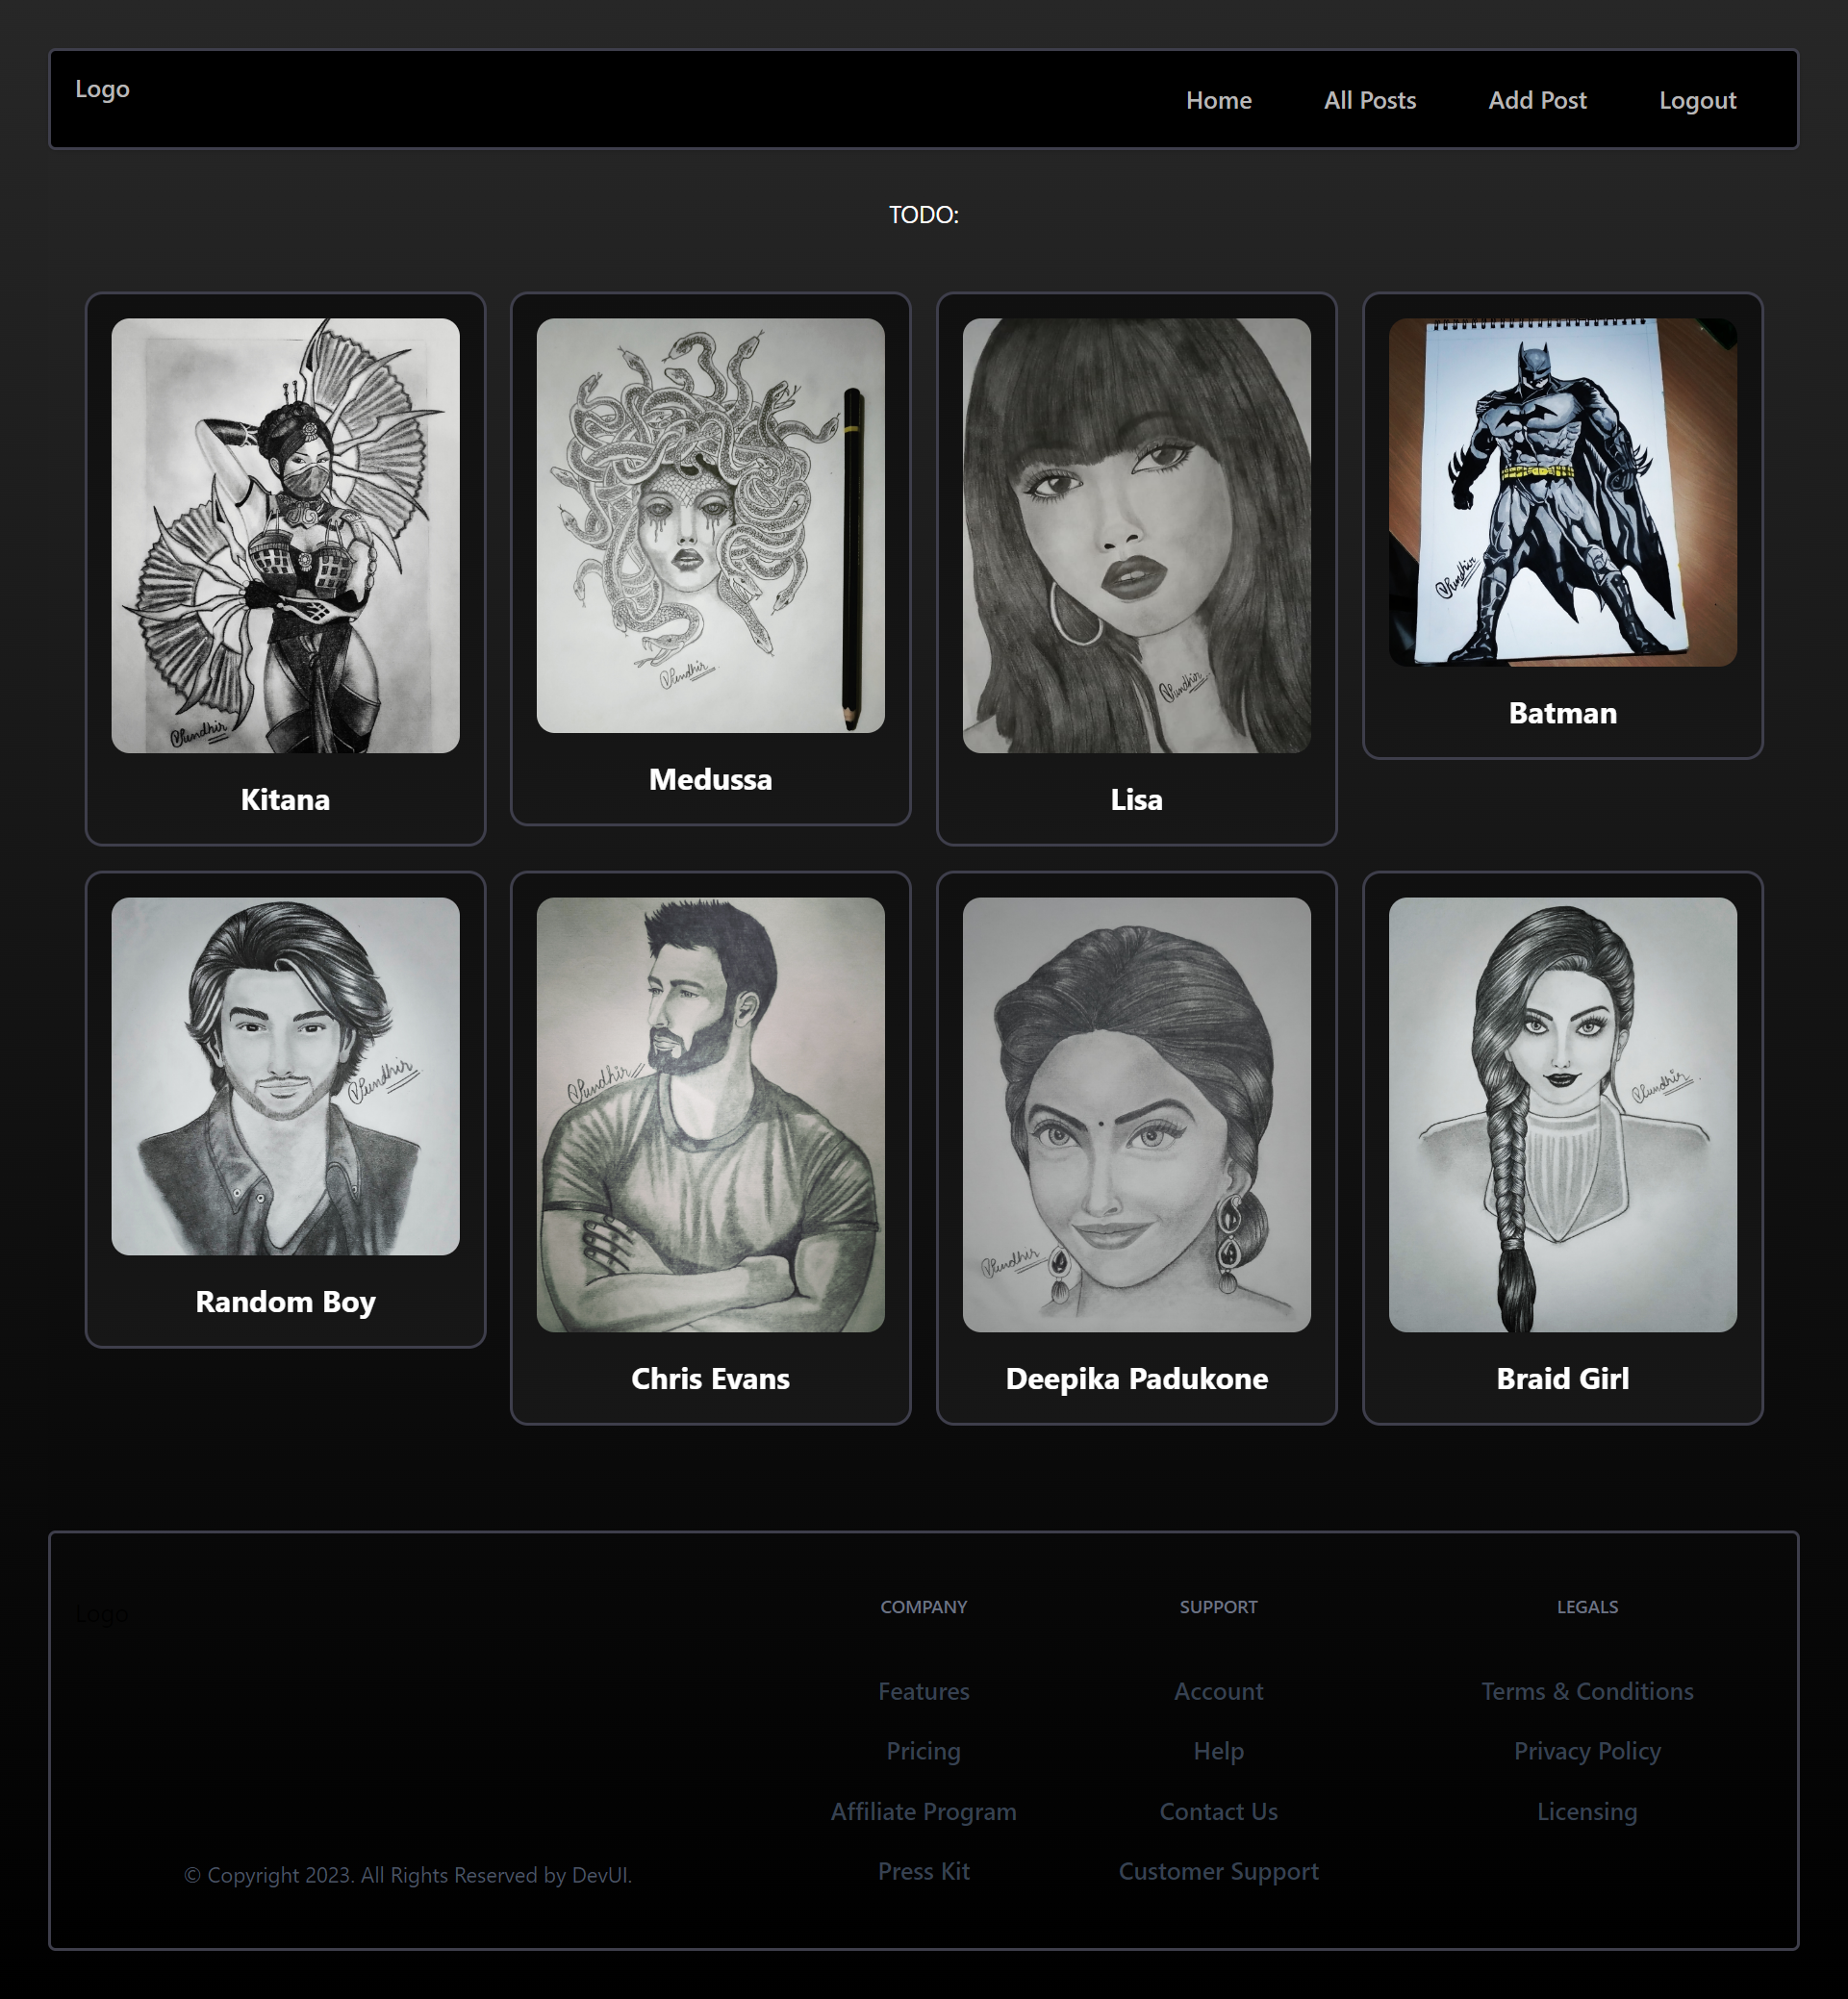 Logo
Home All Posts Add Post Logout
TODO:
Kitana
Medussa
Lisa
Batman
Random Boy
Chris Evans
Deepika Padukone
Braid Girl
Logo
COMPANY SUPPORT LEGALS
Features Account Terms & Conditions
Pricing Help Privacy Policy
Affiliate Program Contact Us Licensing
Press Kit Customer Support
© Copyright 2023. All Rights Reserved by DevUI.